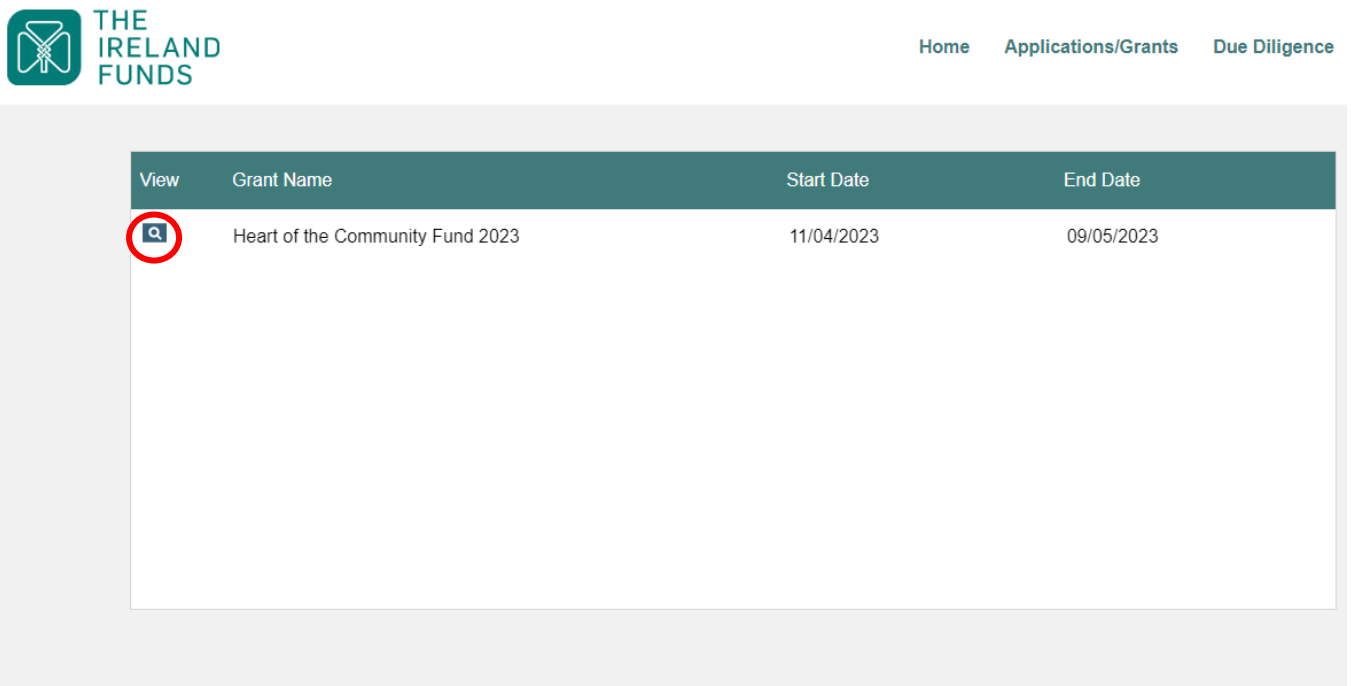 THE
IRELAND
FUNDS
Home Applications/Grants Due Diligence
View Grant Name Start Date End Date
Heart of the Community Fund 2023 11/04/2023 09/05/2023